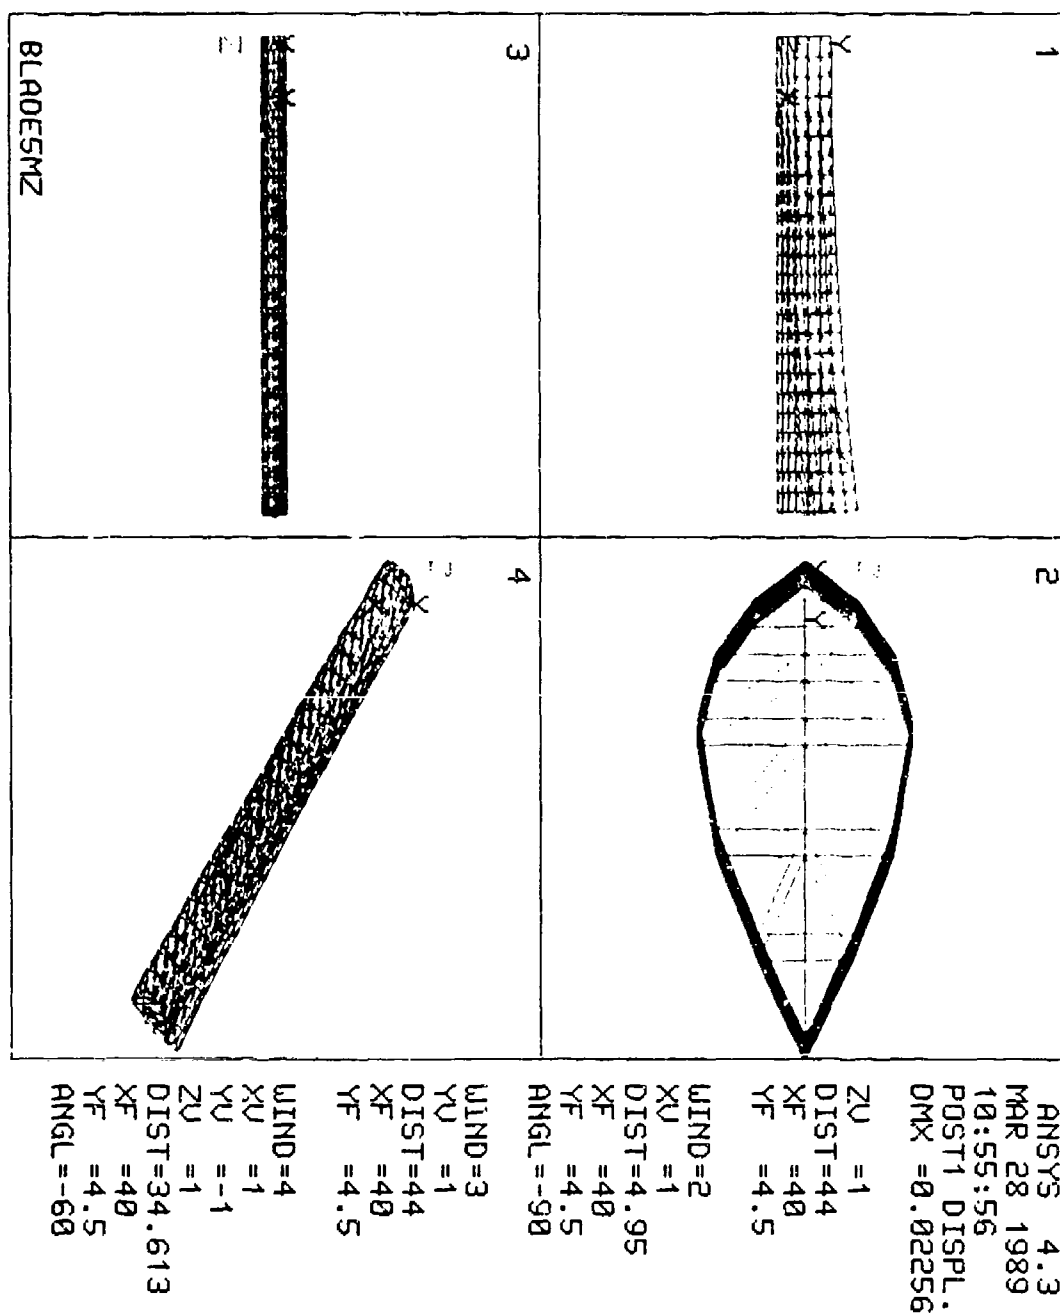 1
2
3
4
Y
X
Z
Y
Z
Y
Y
BLADESMZ
ANSYS 4.3
MAR 28 1989
10:55:56
POST1 DISPL.
DMX =0.02256
ZV =1
DIST=44
XF =40
YF =4.5
WIND=2
XV =1
DIST=4.95
XF =40
YF =4.5
ANGL=-90
WIND=3
YV =1
DIST=44
XF =40
YF =4.5
WIND=4
XV =1
YV =-1
ZV =1
DIST=34.613
XF =40
YF =4.5
ANGL=-60